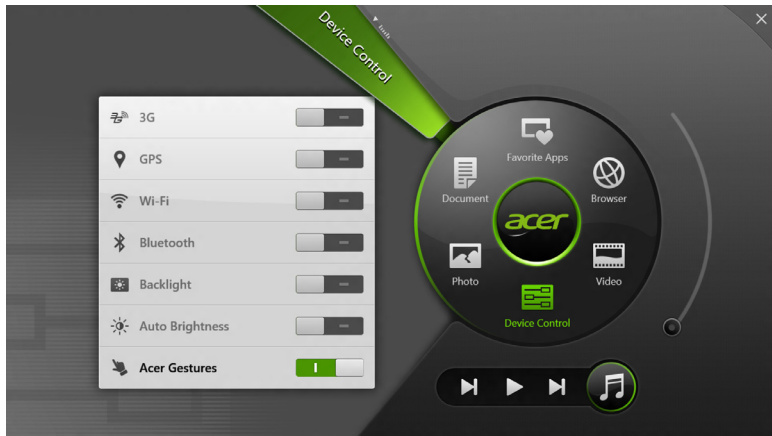 Device Control
3G
GPS
Wi-Fi
Bluetooth
Backlight
Auto Brightness
Acer Gestures
Favorite Apps
Document
Browser
acer
Photo
Video
Device Control